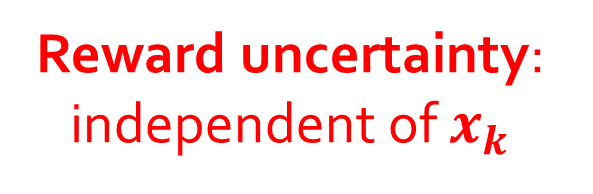 Reward uncertainty:
independent of xₖ